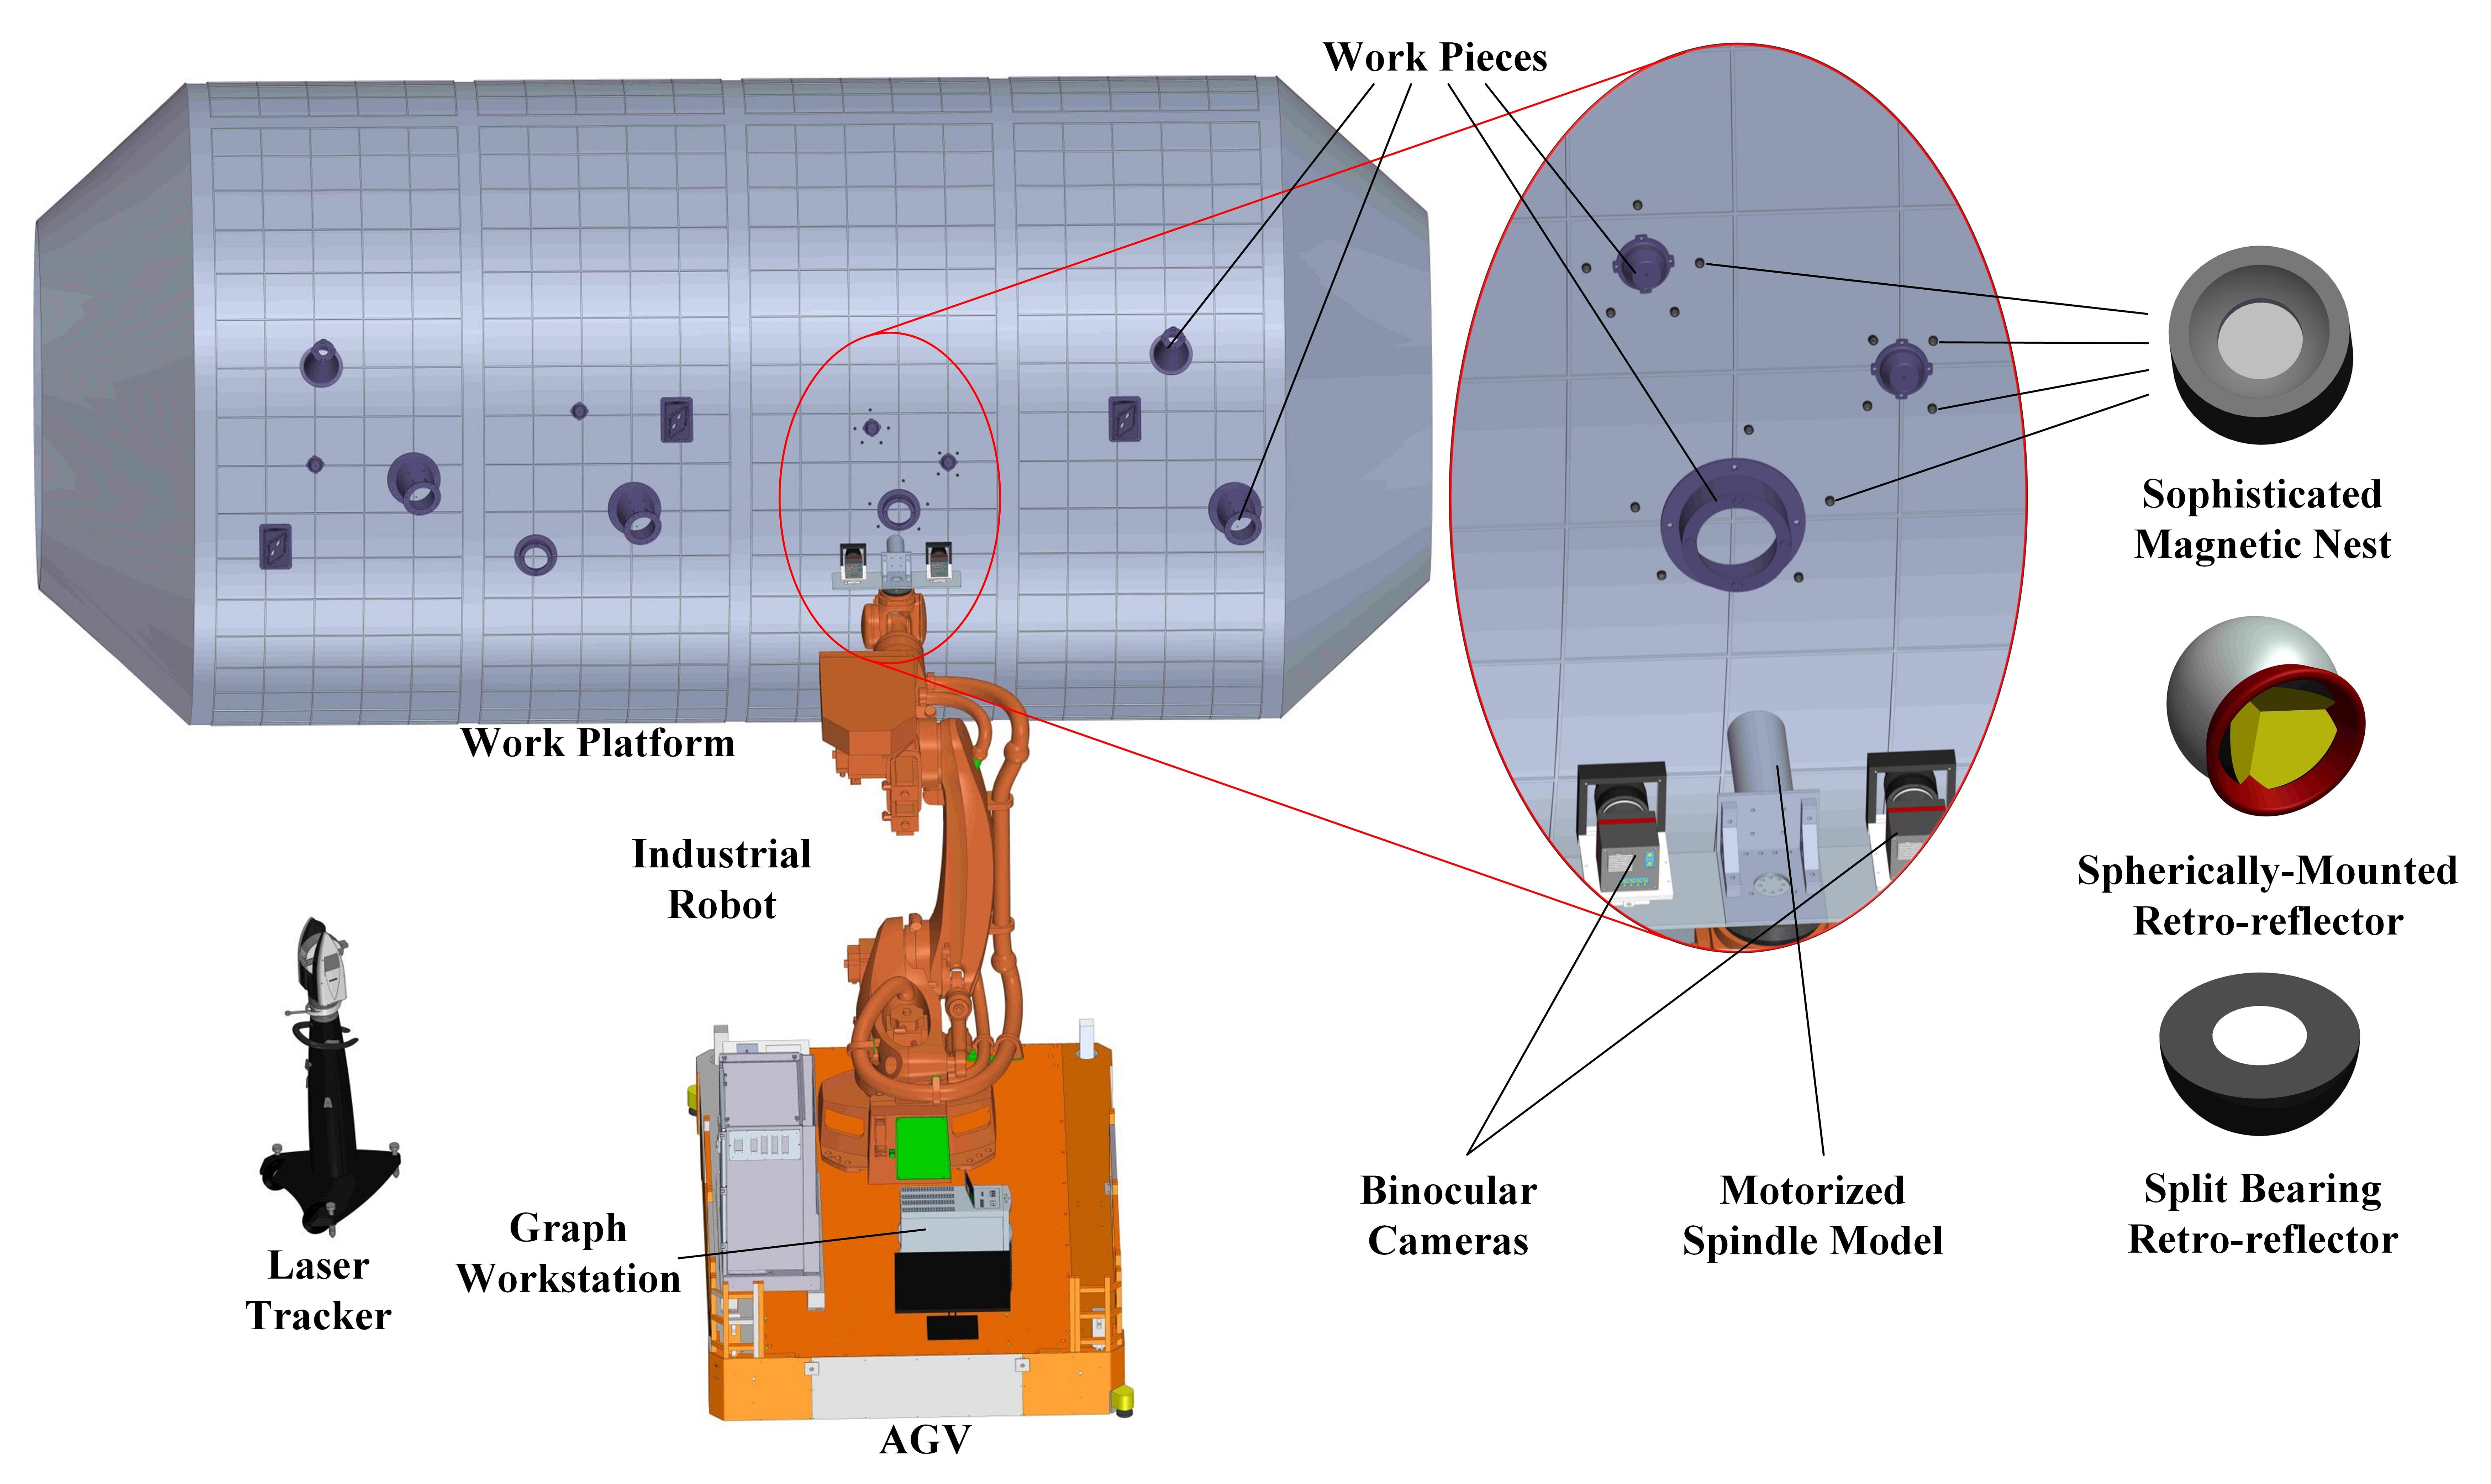 Work Pieces
Sophisticated
Magnetic Nest
Work Platform
Industrial
Robot
Spherically-Mounted
Retro-reflector
Binocular
Cameras
Motorized
Spindle Model
Split Bearing
Retro-reflector
Graph
Workstation
Laser
Tracker
AGV